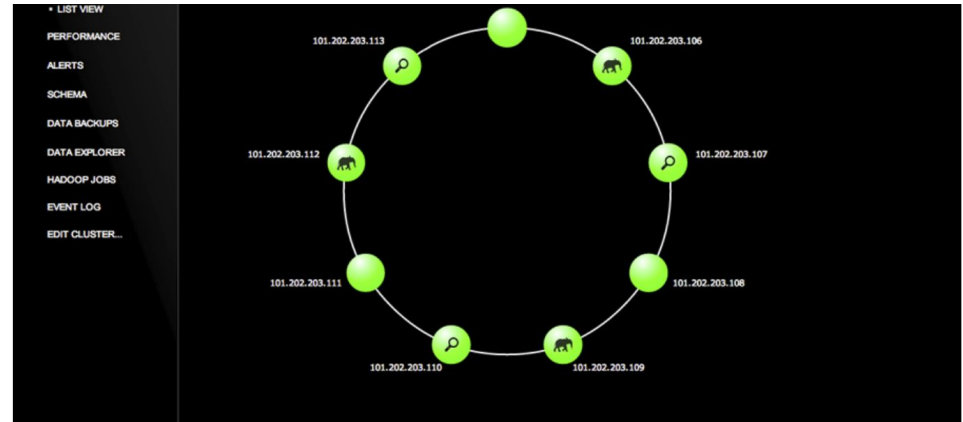 • LIST VIEW
PERFORMANCE
ALERTS
SCHEMA
DATA BACKUPS
DATA EXPLORER
HADOOP JOBS
EVENT LOG
EDIT CLUSTER...
101.202.203.113
101.202.203.106
101.202.203.112
101.202.203.107
101.202.203.111
101.202.203.108
101.202.203.110
101.202.203.109